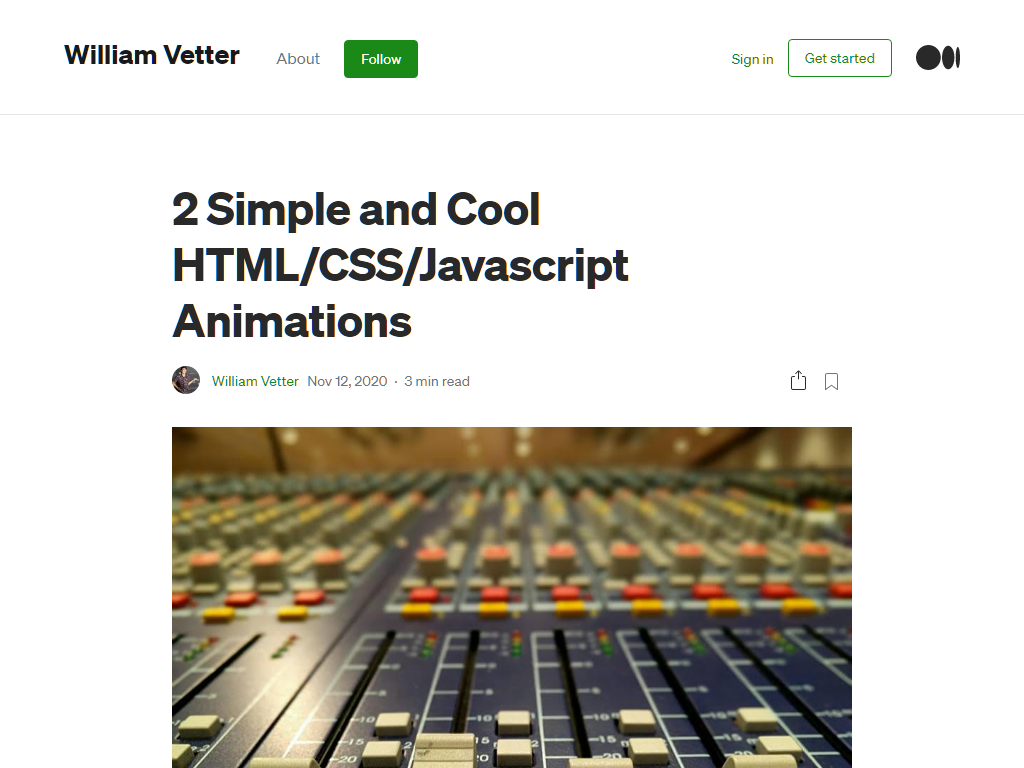 William Vetter About Follow Sign in Get started
2 Simple and Cool
HTML/CSS/Javascript
Animations
William Vetter Nov 12, 2020 · 3 min read